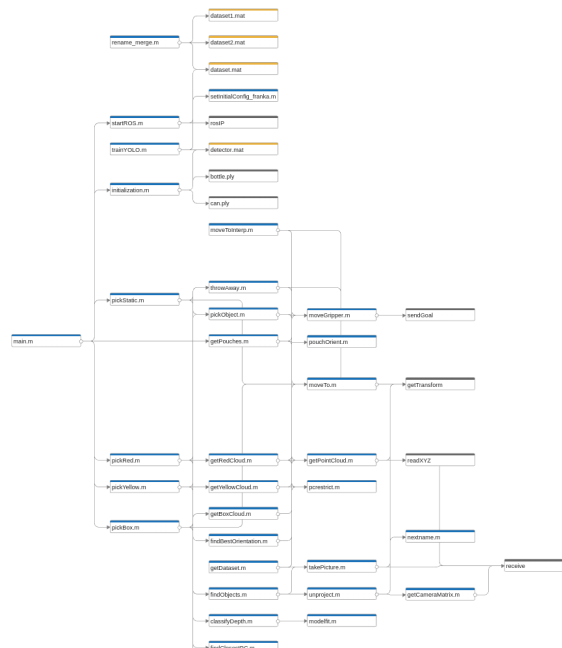 dataset1.mat
rename_merge.m
dataset2.mat
dataset.mat
setInitialConfig_franka.m
startROS.m
rosIP
trainYOLO.m
detector.mat
bottle.ply
initialization.m
can.ply
moveToInterp.m
throwAway.m
pickStatic.m
pickObject.m
moveGripper.m
sendGoal
main.m
getPouches.m
pouchOrient.m
moveTo.m
getTransform
pickRed.m
getRedCloud.m
getPointCloud.m
readXYZ
pickYellow.m
getYellowCloud.m
pcrestrict.m
getBoxCloud.m
pickBox.m
findBestOrientation.m
nextname.m
getDataset.m
takePicture.m
receive
findObjects.m
unproject.m
getCameraMatrix.m
classifyDepth.m
modelfit.m